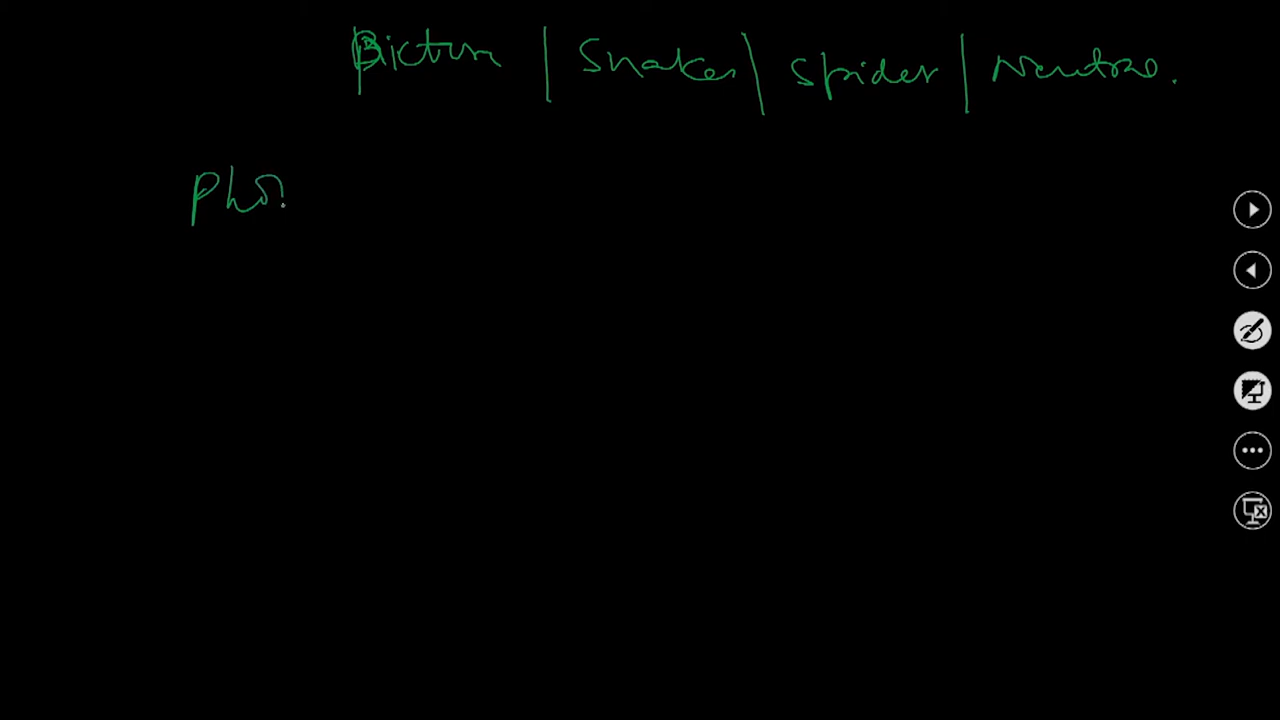 Picture | Snakes | Spider | Neutral.
Pho